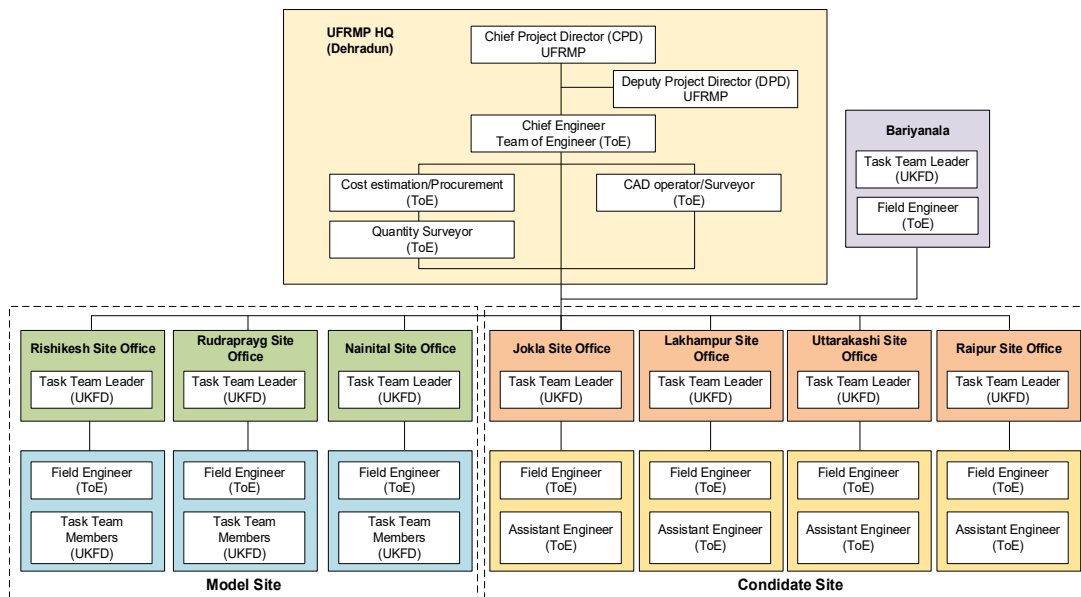 UFRMP HQ
(Dehradun)
Chief Project Director (CPD)
UFRMP
Deputy Project Director (DPD)
UFRMP
Chief Engineer
Team of Engineer (ToE)
Cost estimation/Procurement
(ToE)
CAD operator/Surveyor
(ToE)
Quantity Surveyor
(ToE)
Bariyanala
Task Team Leader
(UKFD)
Field Engineer
(ToE)
Rishikesh Site Office
Task Team Leader
(UKFD)
Field Engineer
(ToE)
Task Team
Members
(UKFD)
Rudraprayg Site
Office
Task Team Leader
(UKFD)
Field Engineer
(ToE)
Task Team
Members
(UKFD)
Nainital Site Office
Task Team Leader
(UKFD)
Field Engineer
(ToE)
Task Team
Members
(UKFD)
Model Site
Jokla Site Office
Task Team Leader
(UKFD)
Field Engineer
(ToE)
Assistant Engineer
(ToE)
Lakhampur Site
Office
Task Team Leader
(UKFD)
Field Engineer
(ToE)
Assistant Engineer
(ToE)
Uttarakashi Site
Office
Task Team Leader
(UKFD)
Field Engineer
(ToE)
Assistant Engineer
(ToE)
Raipur Site Office
Task Team Leader
(UKFD)
Field Engineer
(ToE)
Assistant Engineer
(ToE)
Condidate Site